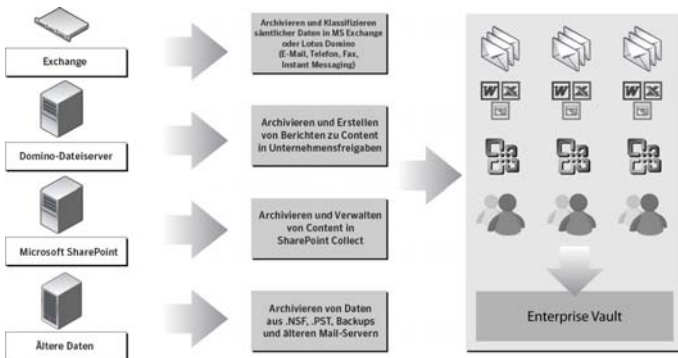 Exchange
Archivieren und Klassifizieren
sämtlicher Daten in MS Exchange
oder Lotus Domino
(E-Mail, Telefon, Fax,
Instant Messaging)
Domino-Dateiserver
Archivieren und Erstellen
von Berichten zu Content
in Unternehmensfreigaben
Microsoft SharePoint
Archivieren und Verwalten
von Content in
SharePoint Collect
Ältere Daten
Archivieren von Daten
aus .NSF, .PST, Backups
und älteren Mail-Servern
W X
W X
W X
Enterprise Vault